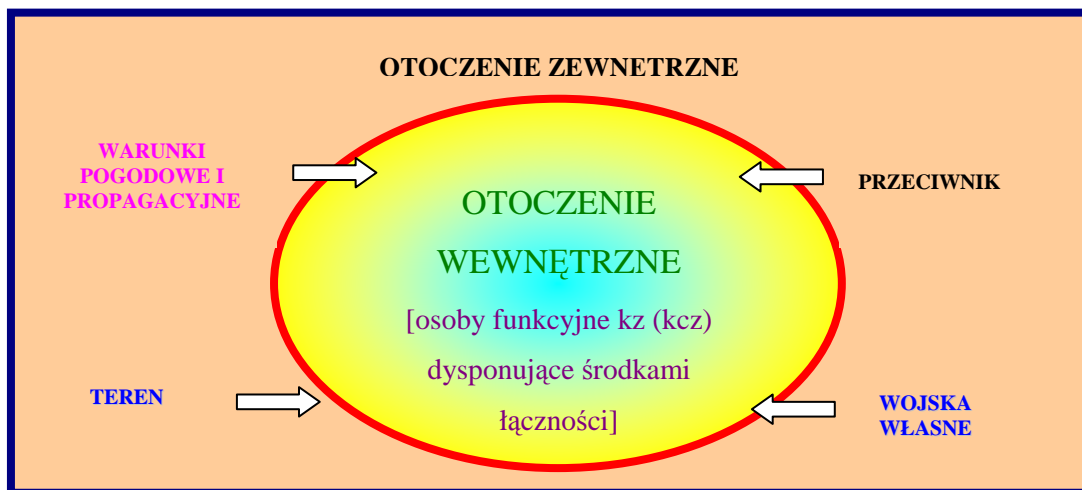 OTOCZENIE ZEWNETRZNE
WARUNKI
POGODOWE I
PROPAGACYJNE
PRZECIWNIK
OTOCZENIE
WEWNĘTRZNE
[osoby funkcyjne kz (kcz)
dysponujące środkami
łączności]
TEREN
WOJSKA
WŁASNE